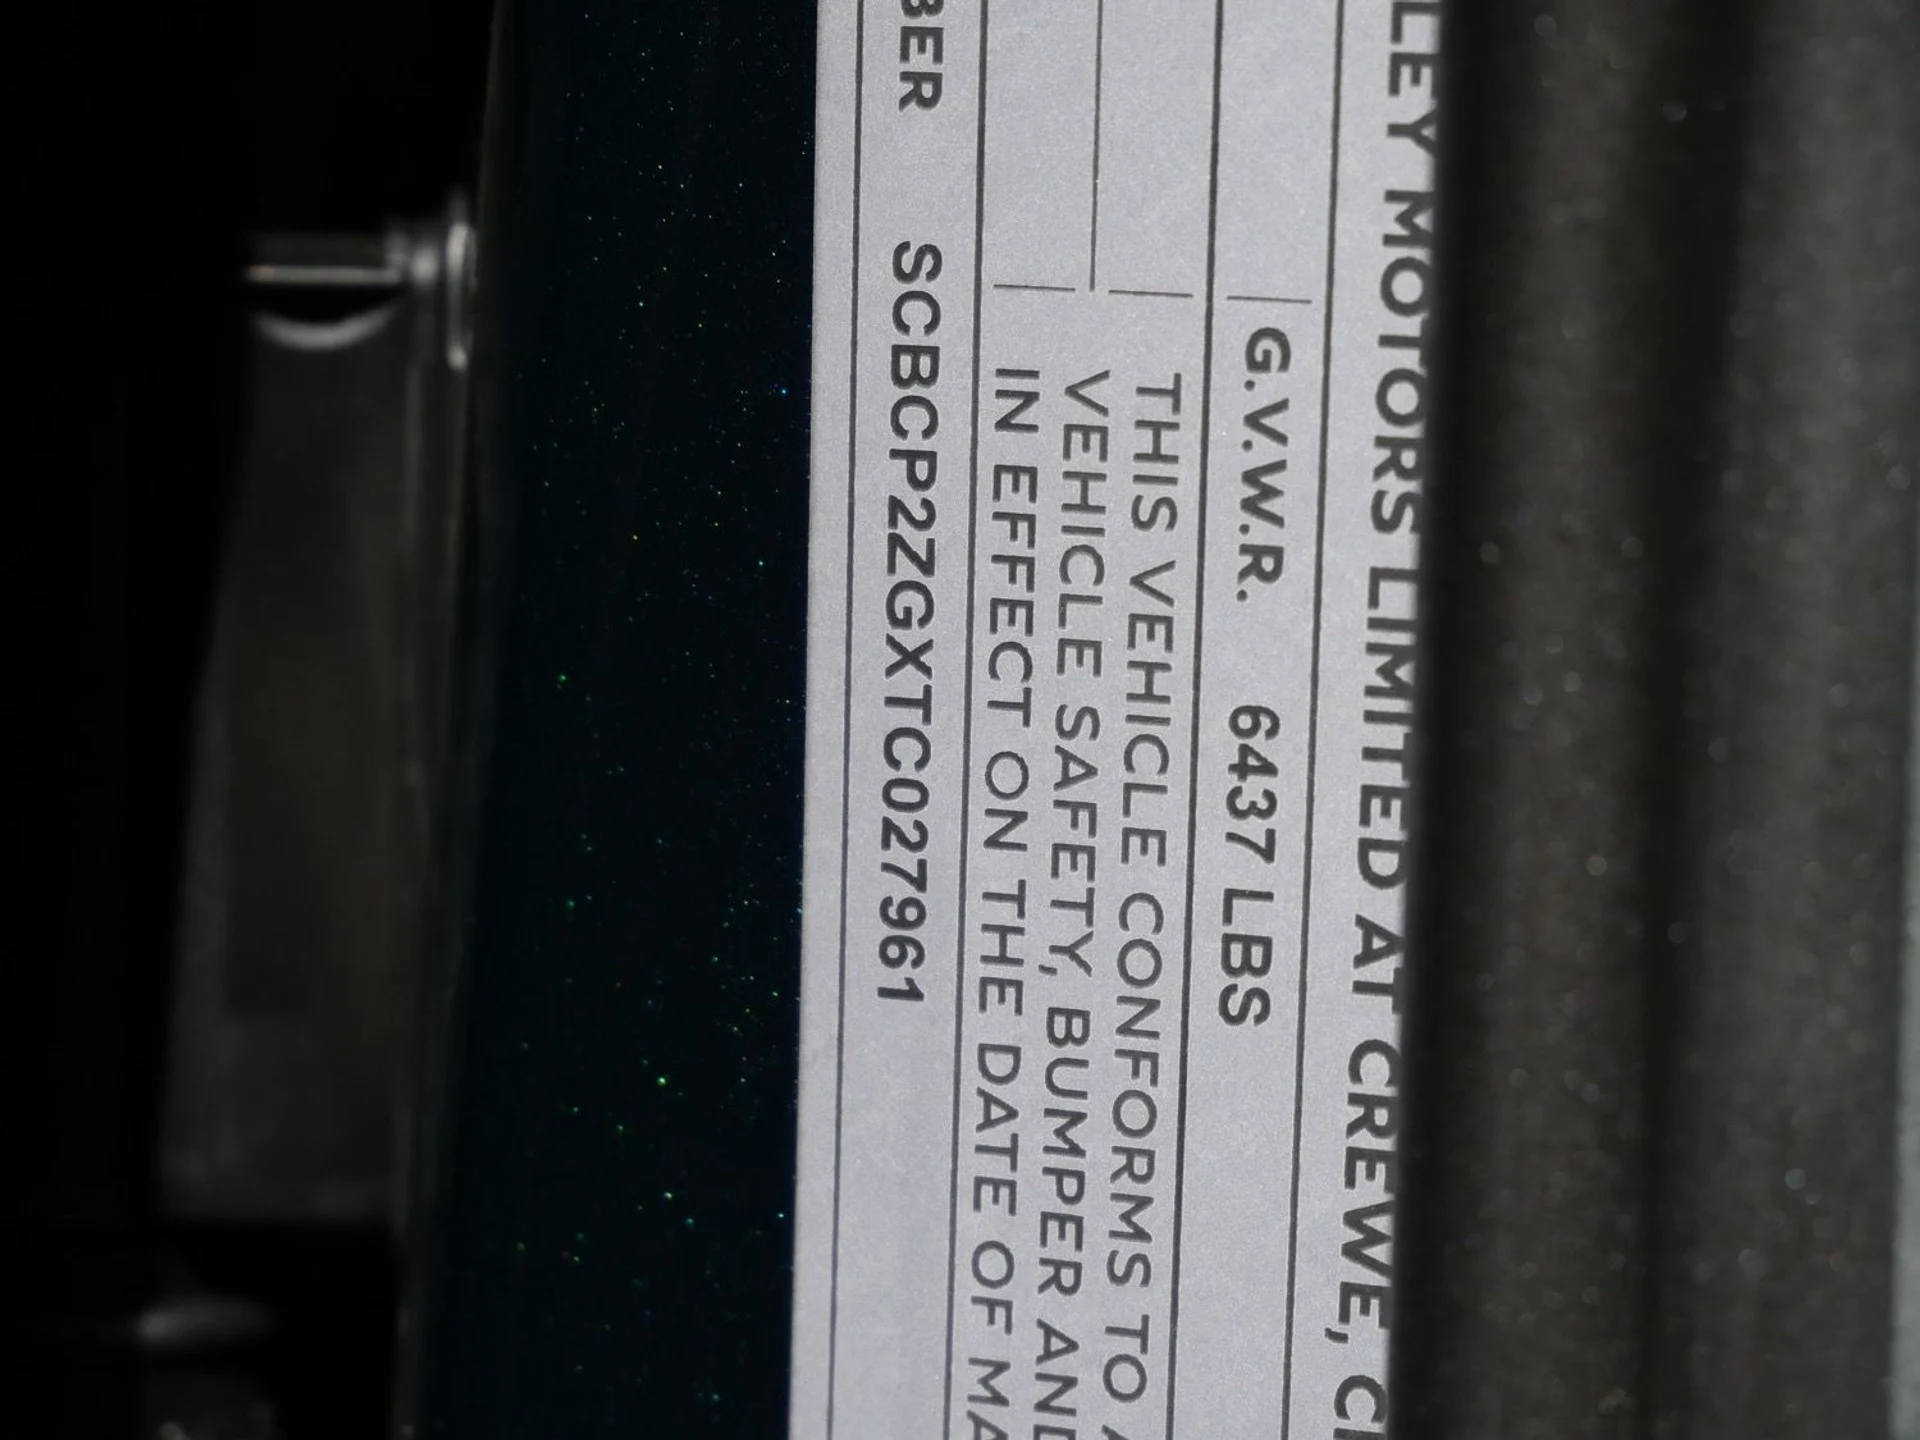 LEY MOTORS LIMITED AT CREWE, C
G.V.W.R. 6437 LBS
THIS VEHICLE CONFORMS TO A
VEHICLE SAFETY, BUMPER AND
IN EFFECT ON THE DATE OF MA
BER SCBCP2ZGXTC027961